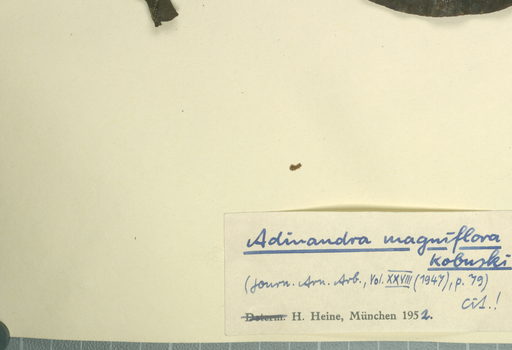 Adinandra magniflora
Kobuski
(Journ. Arn. Arb., Vol. XXVIII (1947), p. 79)
cit.!
Determ. H. Heine, München 1952.